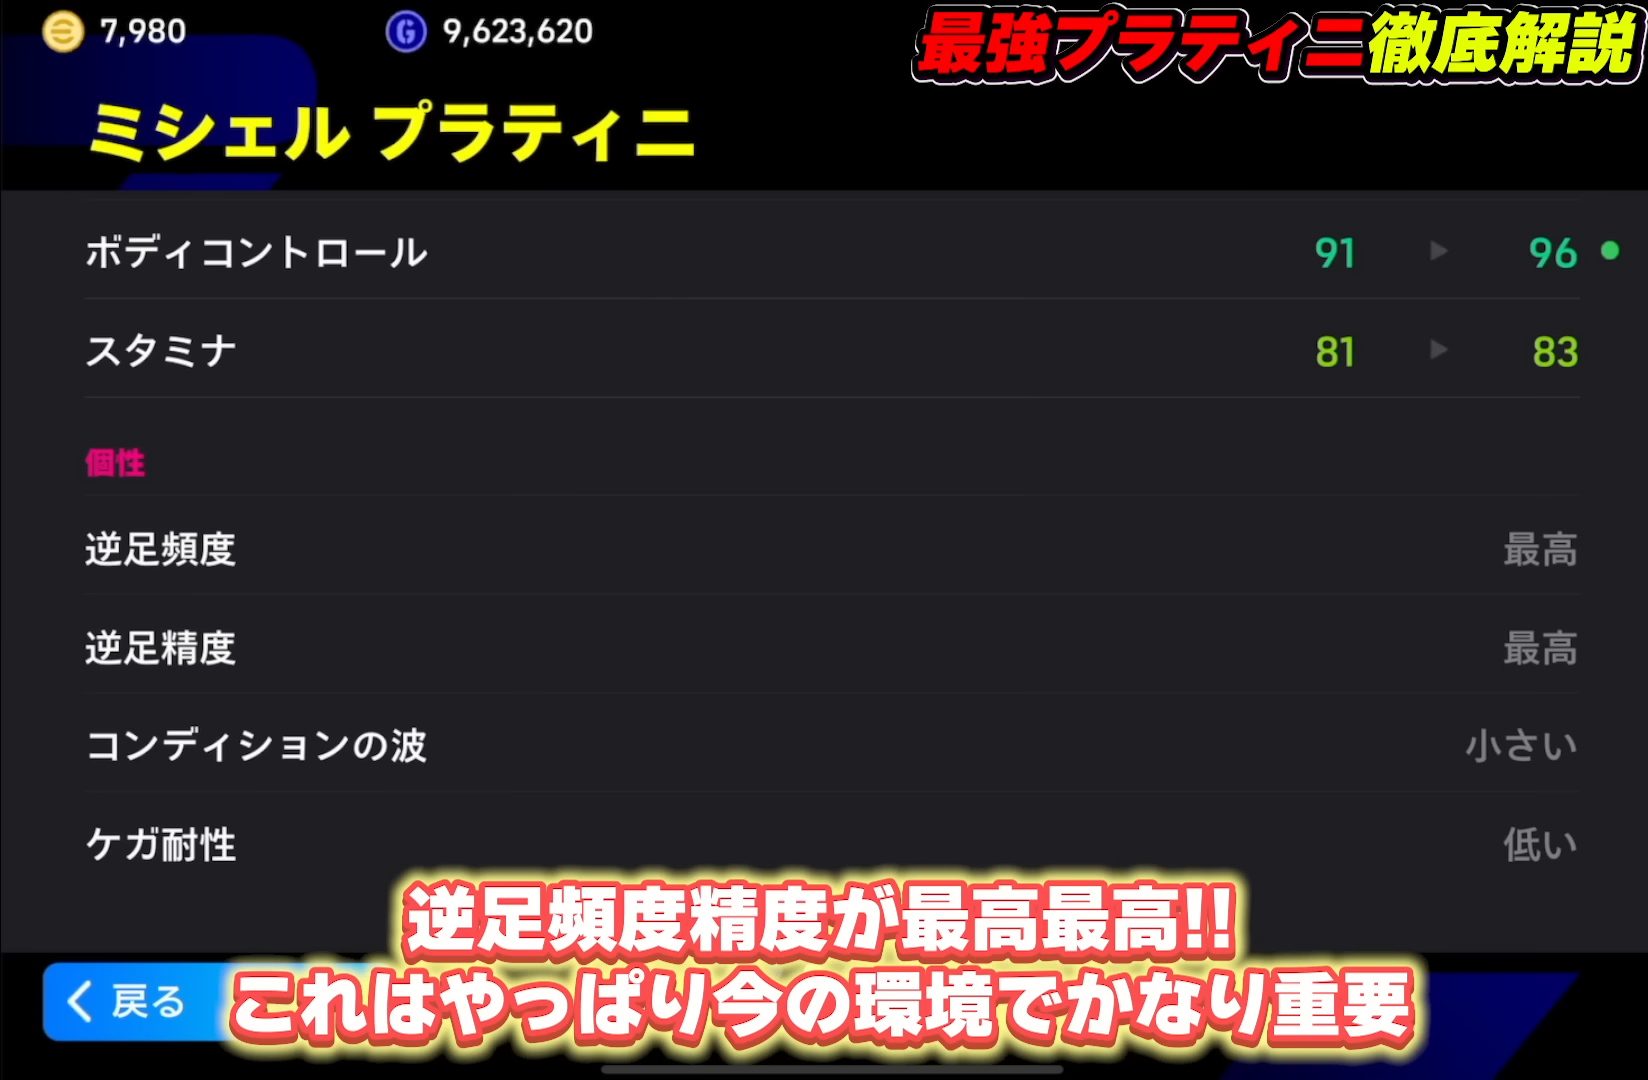 7,980 9,623,620
最強プラティニ徹底解説
ミシェル プラティニ
ボディコントロール 91 ▶ 96
スタミナ 81 ▶ 83
個性
逆足頻度 最高
逆足精度 最高
コンディションの波 小さい
ケガ耐性 低い
逆足頻度精度が最高最高!!
戻る
これはやっぱり今の環境でかなり重要